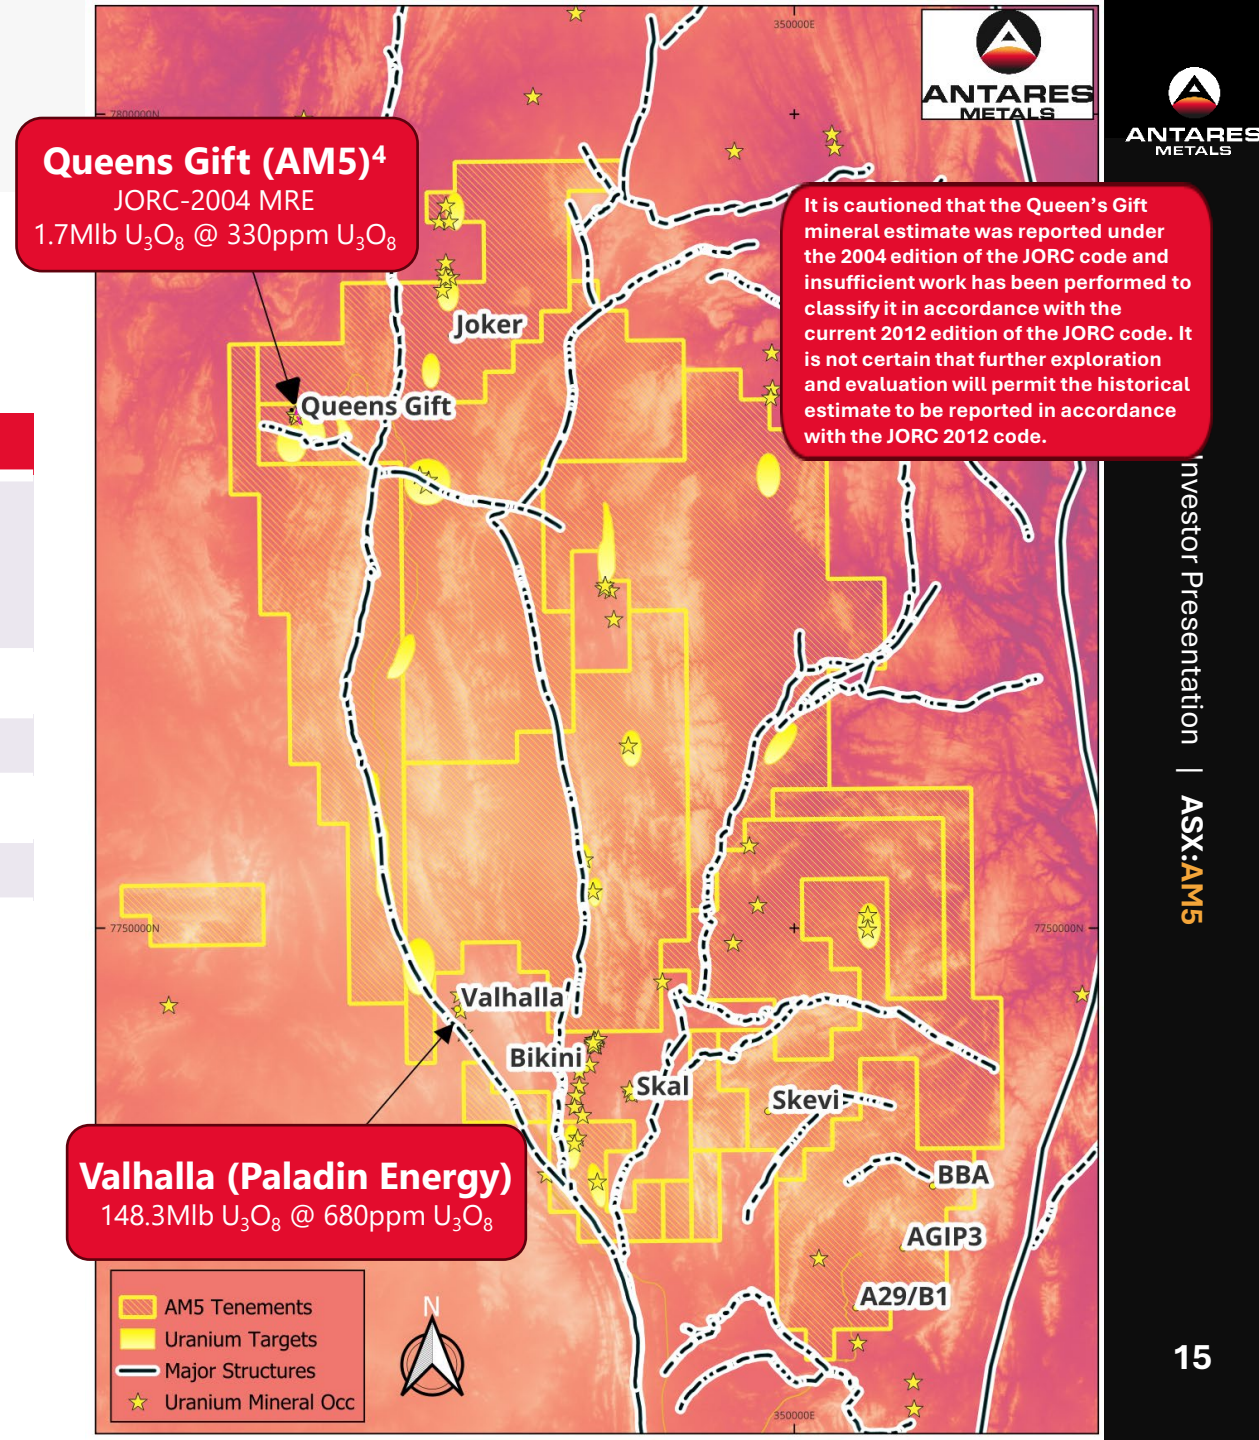 350000E
ANTARES
METALS
ANTARES
METALS
7800000N
Queens Gift (AM5)⁴
JORC-2004 MRE
1.7Mlb U₃O₈ @ 330ppm U₃O₈
It is cautioned that the Queen's Gift
mineral estimate was reported under
the 2004 edition of the JORC code and
insufficient work has been performed to
classify it in accordance with the
current 2012 edition of the JORC code. It
is not certain that further exploration
and evaluation will permit the historical
estimate to be reported in accordance
with the JORC 2012 code.
Joker
Queens Gift
Investor Presentation | ASX:AM5
7750000N
7750000N
Valhalla
Bikini
Skal
Skevi
BBA
AGIP3
A29/B1
Valhalla (Paladin Energy)
148.3Mlb U₃O₈ @ 680ppm U₃O₈
AM5 Tenements
Uranium Targets
Major Structures
Uranium Mineral Occ
N
350000E
15